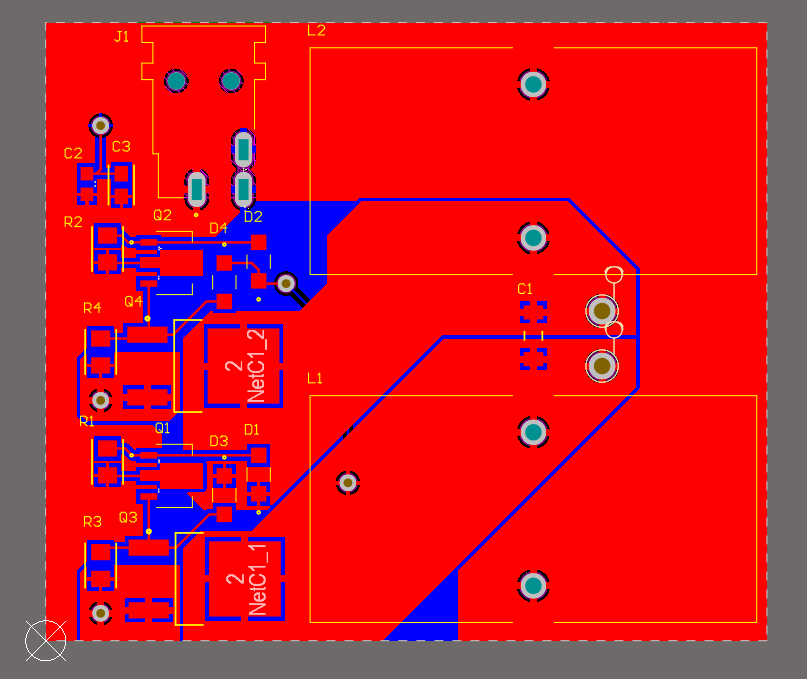 L2
J1
C2
C3
R2
Q2
D2
D4
C1
Q4
R4
2
NetC1_2
L1
R1
Q1
D1
D3
Q3
R3
2
NetC1_1